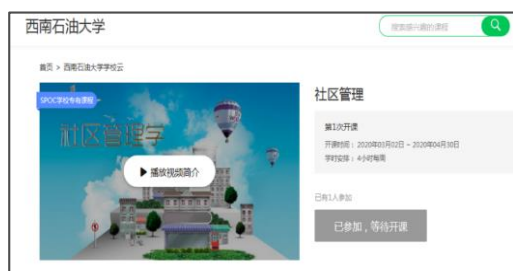 西南石油大学
搜索感兴趣的课程
首页 > 西南石油大学学校云
SPOC学校专有课程
社区管理学
播放视频简介
社区管理
第1次开课
开课时间： 2020年03月02日 ~ 2020年04月30日
学时安排： 4小时每周
已有1人参加
已参加，等待开课